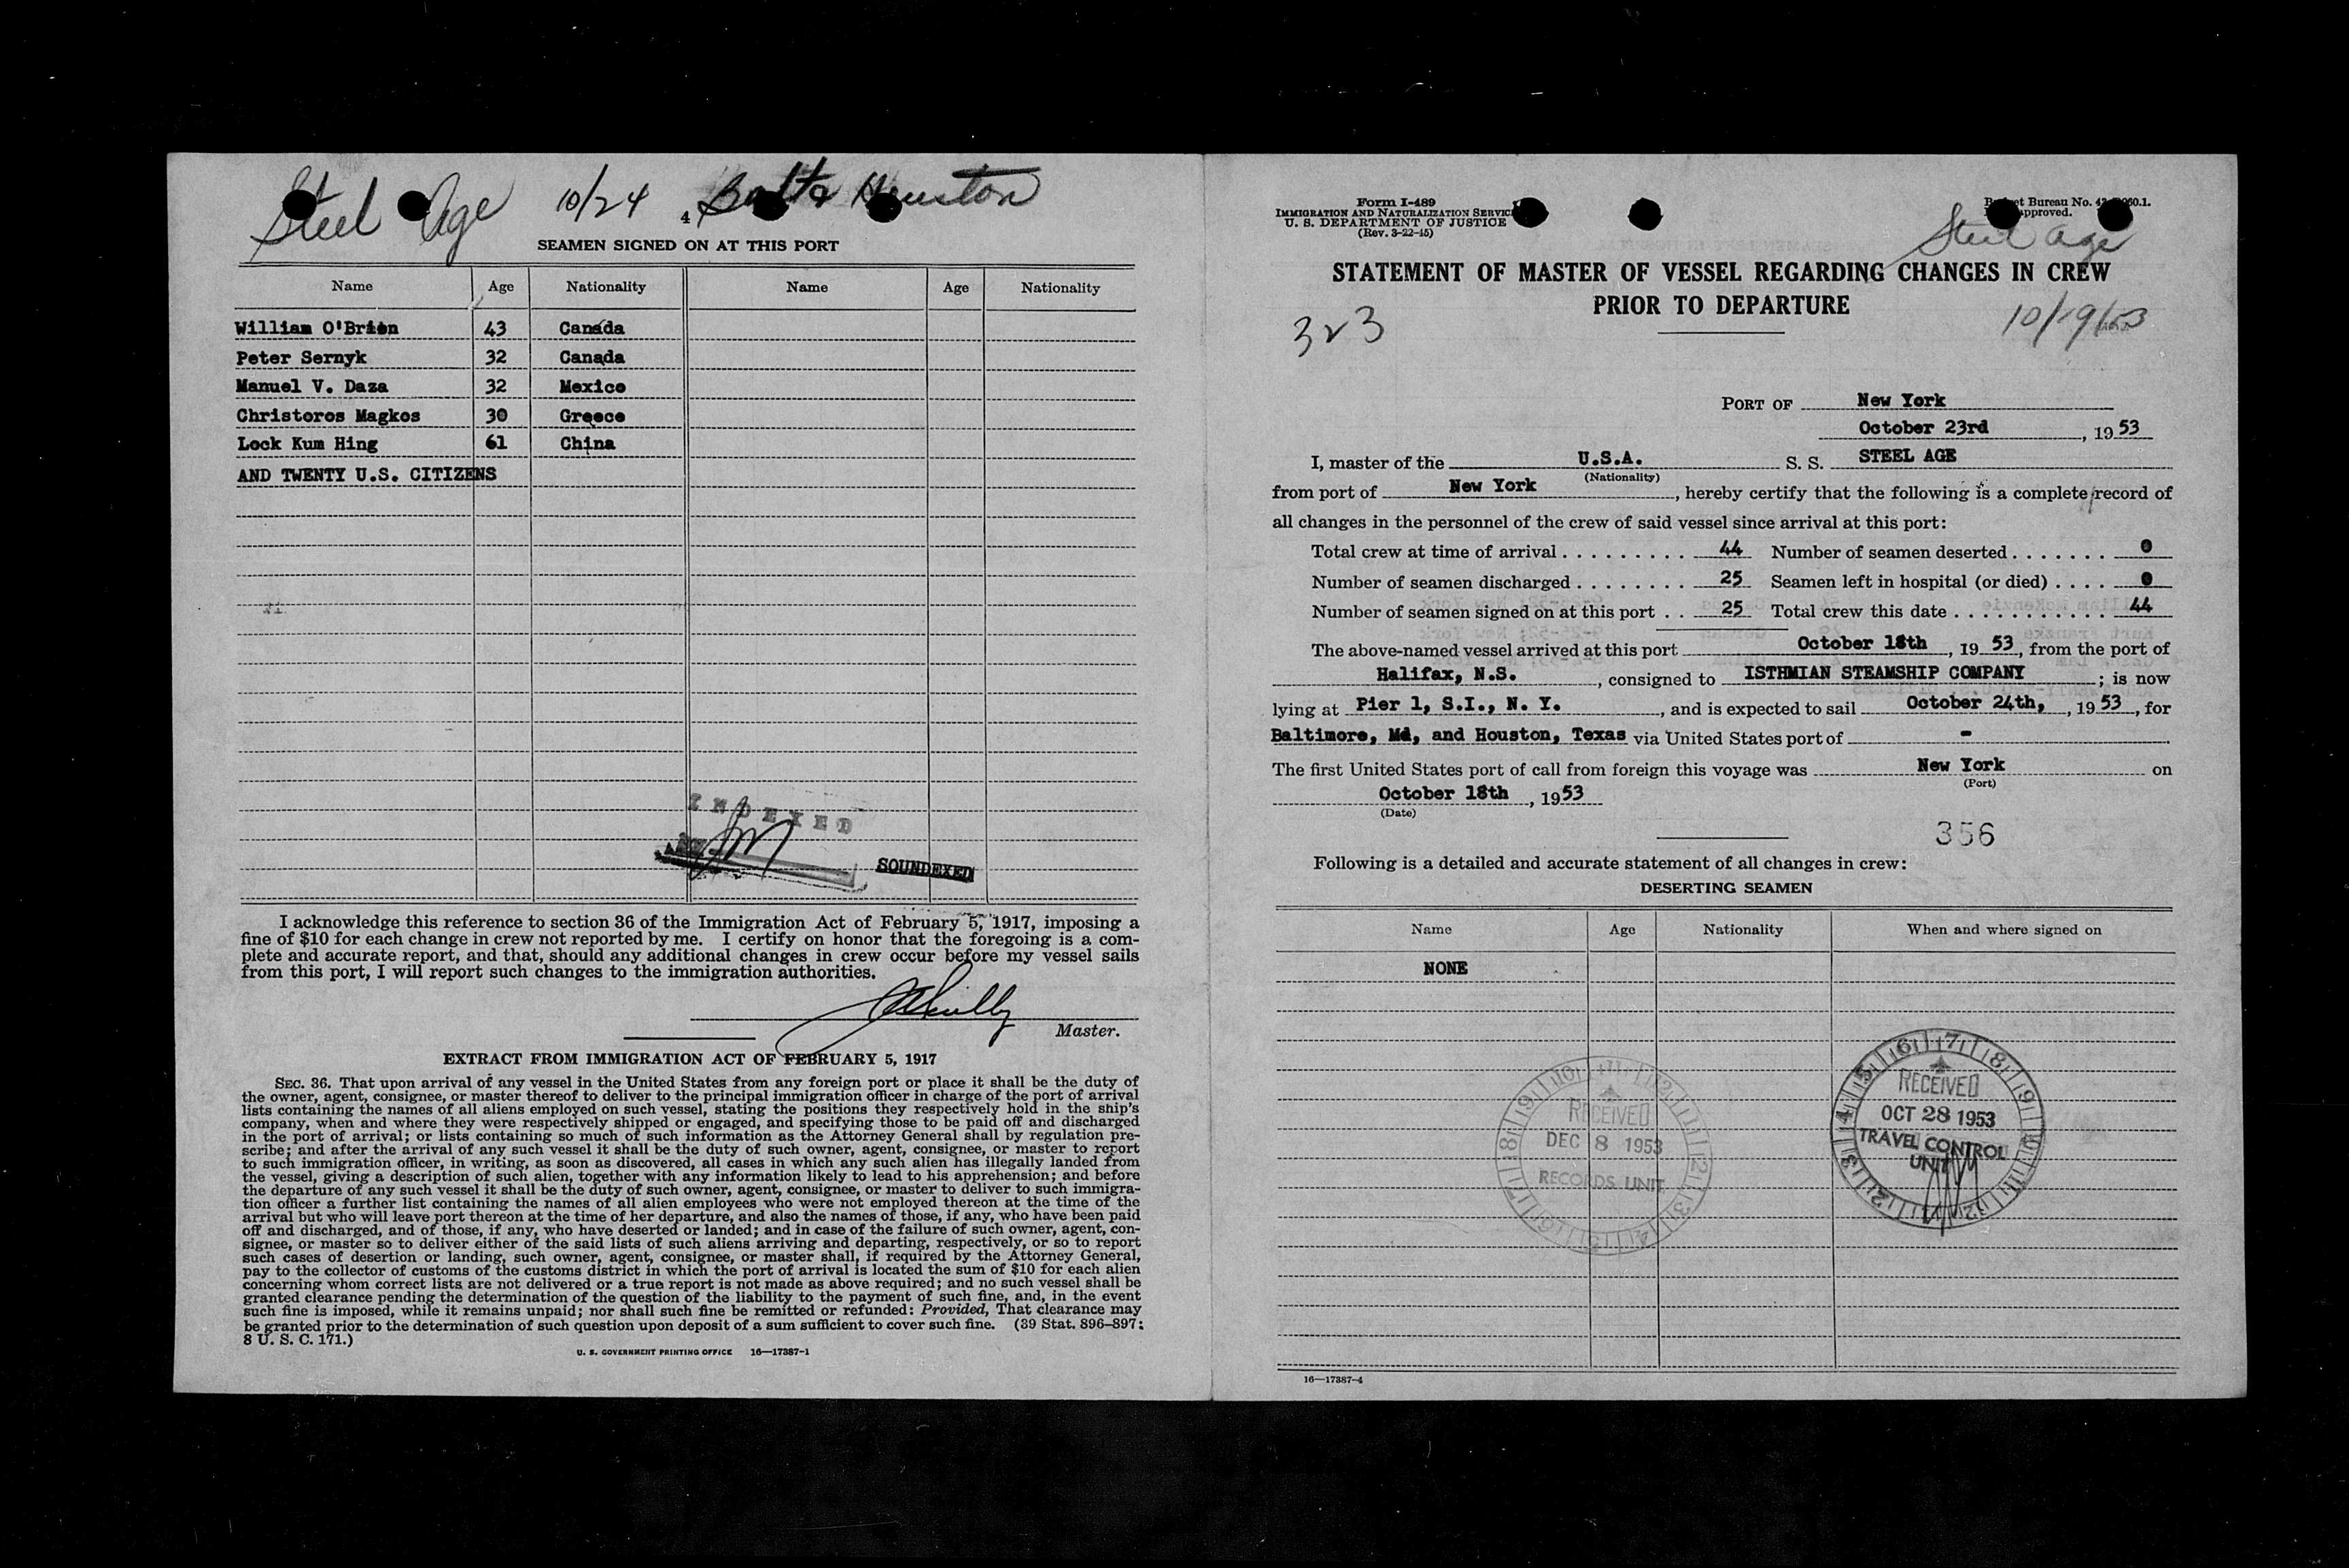 Steel Age 10/24 Balto Houston
4
SEAMEN SIGNED ON AT THIS PORT
Name Age Nationality Name Age Nationality
William O'Brien 43 Canada
Peter Sernyk 32 Canada
Manuel V. Daza 32 Mexico
Christoros Magkos 30 Greece
Lock Kum Hing 61 China
AND TWENTY U.S. CITIZENS
INDEXED
SOUNDEXED
I acknowledge this reference to section 36 of the Immigration Act of February 5, 1917, imposing a
fine of $10 for each change in crew not reported by me. I certify on honor that the foregoing is a com-
plete and accurate report, and that, should any additional changes in crew occur before my vessel sails
from this port, I will report such changes to the immigration authorities.
Master.
EXTRACT FROM IMMIGRATION ACT OF FEBRUARY 5, 1917
SEC. 36. That upon arrival of any vessel in the United States from any foreign port or place it shall be the duty of
the owner, agent, consignee, or master thereof to deliver to the principal immigration officer in charge of the port of arrival
lists containing the names of all aliens employed on such vessel, stating the positions they respectively hold in the ship's
company, when and where they were respectively shipped or engaged, and specifying those to be paid off and discharged
in the port of arrival; or lists containing so much of such information as the Attorney General shall by regulation pre-
scribe; and after the arrival of any such vessel it shall be the duty of such owner, agent, consignee, or master to report
to such immigration officer, in writing, as soon as discovered, all cases in which any such alien has illegally landed from
the vessel, giving a description of such alien, together with any information likely to lead to his apprehension; and before
the departure of any such vessel it shall be the duty of such owner, agent, consignee, or master to deliver to such immigra-
tion officer a further list containing the names of all alien employees who were not employed thereon at the time of the
arrival but who will leave port thereon at the time of her departure, and also the names of those, if any, who have been paid
off and discharged, and of those, if any, who have deserted or landed; and in case of the failure of such owner, agent, con-
signee, or master so to deliver either of the said lists of such aliens arriving and departing, respectively, or so to report
such cases of desertion or landing, such owner, agent, consignee, or master shall, if required by the Attorney General,
pay to the collector of customs of the customs district in which the port of arrival is located the sum of $10 for each alien
concerning whom correct lists are not delivered or a true report is not made as above required; and no such vessel shall be
granted clearance pending the determination of the question of the liability to the payment of such fine, and, in the event
such fine is imposed, while it remains unpaid; nor shall such fine be remitted or refunded: Provided, That clearance may
be granted prior to the determination of such question upon deposit of a sum sufficient to cover such fine. (39 Stat. 896–897;
8 U. S. C. 171.)
U. S. GOVERNMENT PRINTING OFFICE 16—17387-1
Form I-489
IMMIGRATION AND NATURALIZATION SERVICE
U. S. DEPARTMENT OF JUSTICE
(Rev. 3-22-45)
Bureau No.
approved.
Steel Age
STATEMENT OF MASTER OF VESSEL REGARDING CHANGES IN CREW
PRIOR TO DEPARTURE
323
10/19/53
PORT OF New York
October 23rd, 1953
I, master of the U.S.A. S. S. STEEL AGE
(Nationality)
from port of New York, hereby certify that the following is a complete record of
all changes in the personnel of the crew of said vessel since arrival at this port:
Total crew at time of arrival . . . . . . . . . 44 Number of seamen deserted . . . . . . . 0
Number of seamen discharged . . . . . . . . 25 Seamen left in hospital (or died) . . . . 0
Number of seamen signed on at this port . . 25 Total crew this date . . . . . . . . . . . . 44
The above-named vessel arrived at this port October 18th, 1953, from the port of
Halifax, N.S., consigned to ISTHMIAN STEAMSHIP COMPANY; is now
lying at Pier 1, S.I., N. Y., and is expected to sail October 24th,, 1953, for
Baltimore, Md, and Houston, Texas via United States port of -
The first United States port of call from foreign this voyage was New York on
(Port)
October 18th, 1953
(Date)
356
Following is a detailed and accurate statement of all changes in crew:
DESERTING SEAMEN
Name Age Nationality When and where signed on
NONE
RECEIVED
DEC 8 1953
RECORDS UNIT
RECEIVED
OCT 28 1953
TRAVEL CONTROL
UNIT
16—17387-4